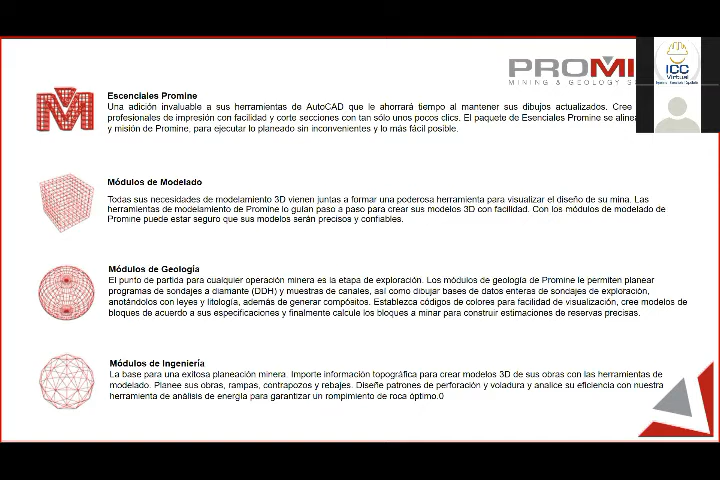 PROMI
MINING & GEOLOGY S
ICC
Virtual
Escenciales Promine
Una adición invaluable a sus herramientas de AutoCAD que le ahorrará tiempo al mantener sus dibujos actualizados. Cree
profesionales de impresión con facilidad y corte secciones con tan sólo unos pocos clics. El paquete de Esenciales Promine se alinea
y misión de Promine, para ejecutar lo planeado sin inconvenientes y lo más fácil posible.
Módulos de Modelado
Todas sus necesidades de modelamiento 3D vienen juntas a formar una poderosa herramienta para visualizar el diseño de su mina. Las
herramientas de modelamiento de Promine lo guían paso a paso para crear sus modelos 3D con facilidad. Con los módulos de modelado de
Promine puede estar seguro que sus modelos serán precisos y confiables.
Módulos de Geología
El punto de partida para cualquier operación minera es la etapa de exploración. Los módulos de geología de Promine le permiten planear
programas de sondajes a diamante (DDH) y muestras de canales, así como dibujar bases de datos enteras de sondajes de exploración,
anotándolos con leyes y litología, además de generar compósitos. Establezca códigos de colores para facilidad de visualización, cree modelos de
bloques de acuerdo a sus especificaciones y finalmente calcule los bloques a minar para construir estimaciones de reservas precisas.
Módulos de Ingeniería
La base para una exitosa planeación minera. Importe información topográfica para crear modelos 3D de sus obras con las herramientas de
modelado. Planee sus obras, rampas, contrapozos y rebajes. Diseñe patrones de perforación y voladura y analice su eficiencia con nuestra
herramienta de análisis de energía para garantizar un rompimiento de roca óptimo.0